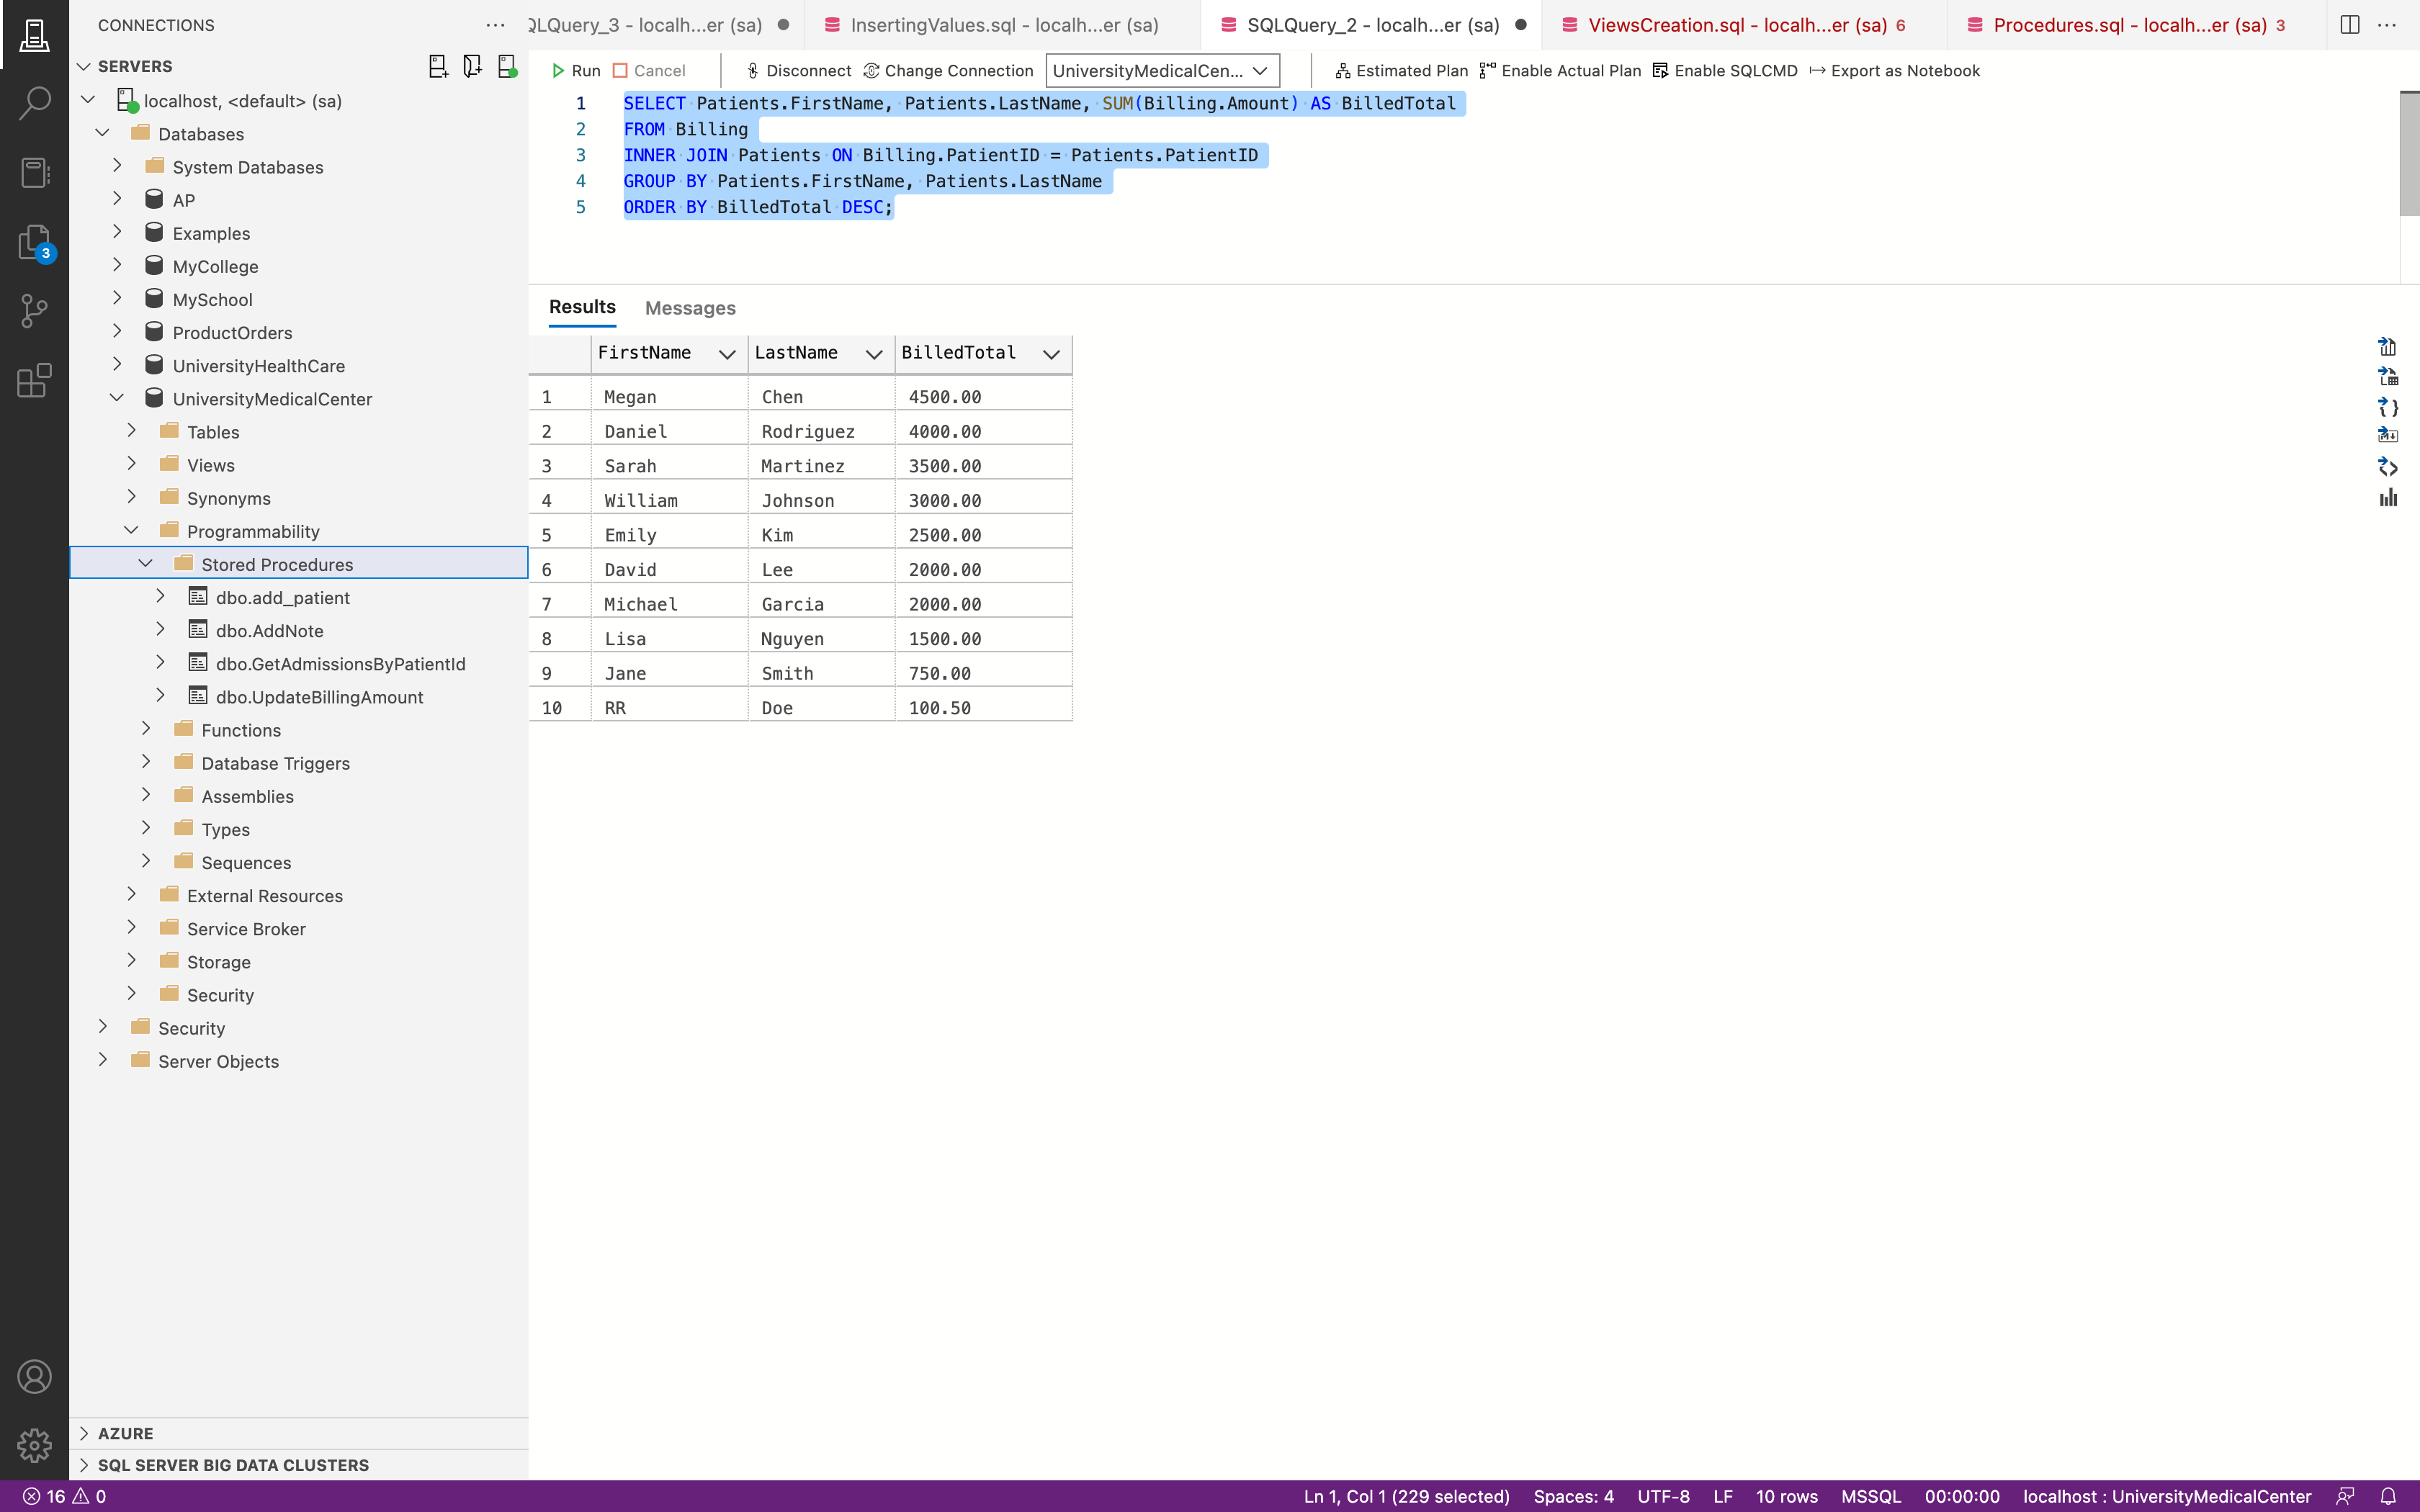 CONNECTIONS
SERVERS
localhost, <default> (sa)
Databases
System Databases
AP
Examples
MyCollege
MySchool
ProductOrders
UniversityHealthCare
UniversityMedicalCenter
Tables
Views
Synonyms
Programmability
Stored Procedures
dbo.add_patient
dbo.AddNote
dbo.GetAdmissionsByPatientId
dbo.UpdateBillingAmount
Functions
Database Triggers
Assemblies
Types
Sequences
External Resources
Service Broker
Storage
Security
Security
Server Objects
AZURE
SQL SERVER BIG DATA CLUSTERS
3
QLQuery_3 - localh...er (sa) InsertingValues.sql - localh...er (sa) SQLQuery_2 - localh...er (sa) ViewsCreation.sql - localh...er (sa) 6 Procedures.sql - localh...er (sa) 3
Run Cancel Disconnect Change Connection UniversityMedicalCen... Estimated Plan Enable Actual Plan Enable SQLCMD Export as Notebook
1 SELECT Patients.FirstName, Patients.LastName, SUM(Billing.Amount) AS BilledTotal
2 FROM Billing
3 INNER JOIN Patients ON Billing.PatientID = Patients.PatientID
4 GROUP BY Patients.FirstName, Patients.LastName
5 ORDER BY BilledTotal DESC;
Results Messages
FirstName LastName BilledTotal
1 Megan Chen 4500.00
2 Daniel Rodriguez 4000.00
3 Sarah Martinez 3500.00
4 William Johnson 3000.00
5 Emily Kim 2500.00
6 David Lee 2000.00
7 Michael Garcia 2000.00
8 Lisa Nguyen 1500.00
9 Jane Smith 750.00
10 RR Doe 100.50
16 0 Ln 1, Col 1 (229 selected) Spaces: 4 UTF-8 LF 10 rows MSSQL 00:00:00 localhost : UniversityMedicalCenter